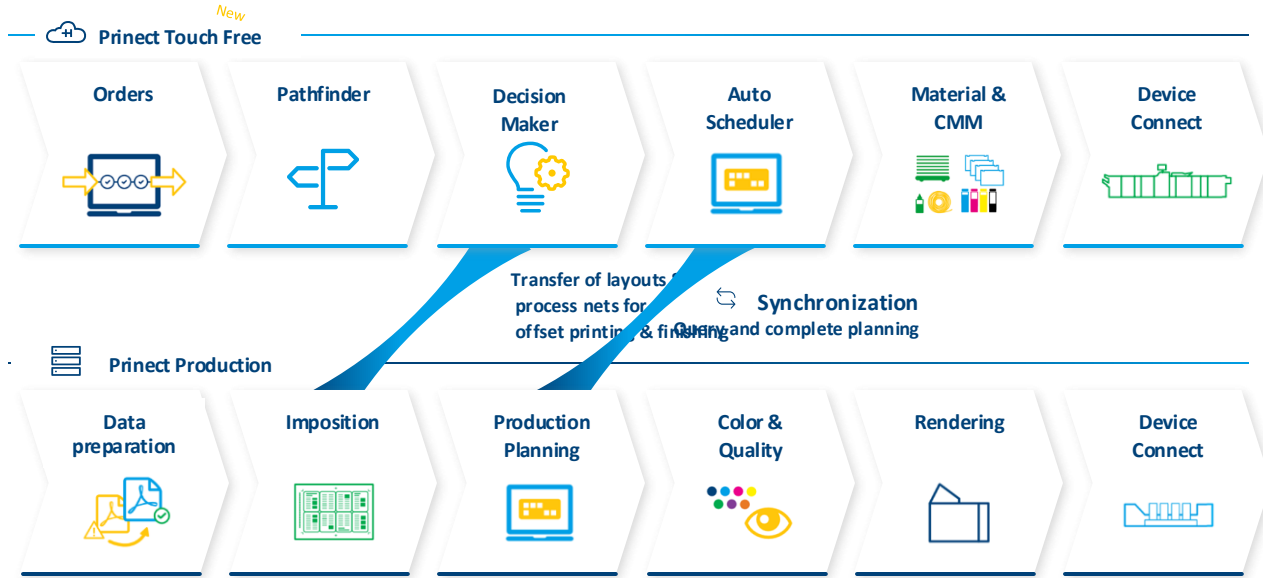 New
Prinect Touch Free
Orders
Pathfinder
Decision
Maker
Auto
Scheduler
Material &
CMM
Device
Connect
Transfer of layouts &
process nets for
offset printing & finishing
Synchronization
Query and complete planning
Prinect Production
Data
preparation
Imposition
Production
Planning
Color &
Quality
Rendering
Device
Connect